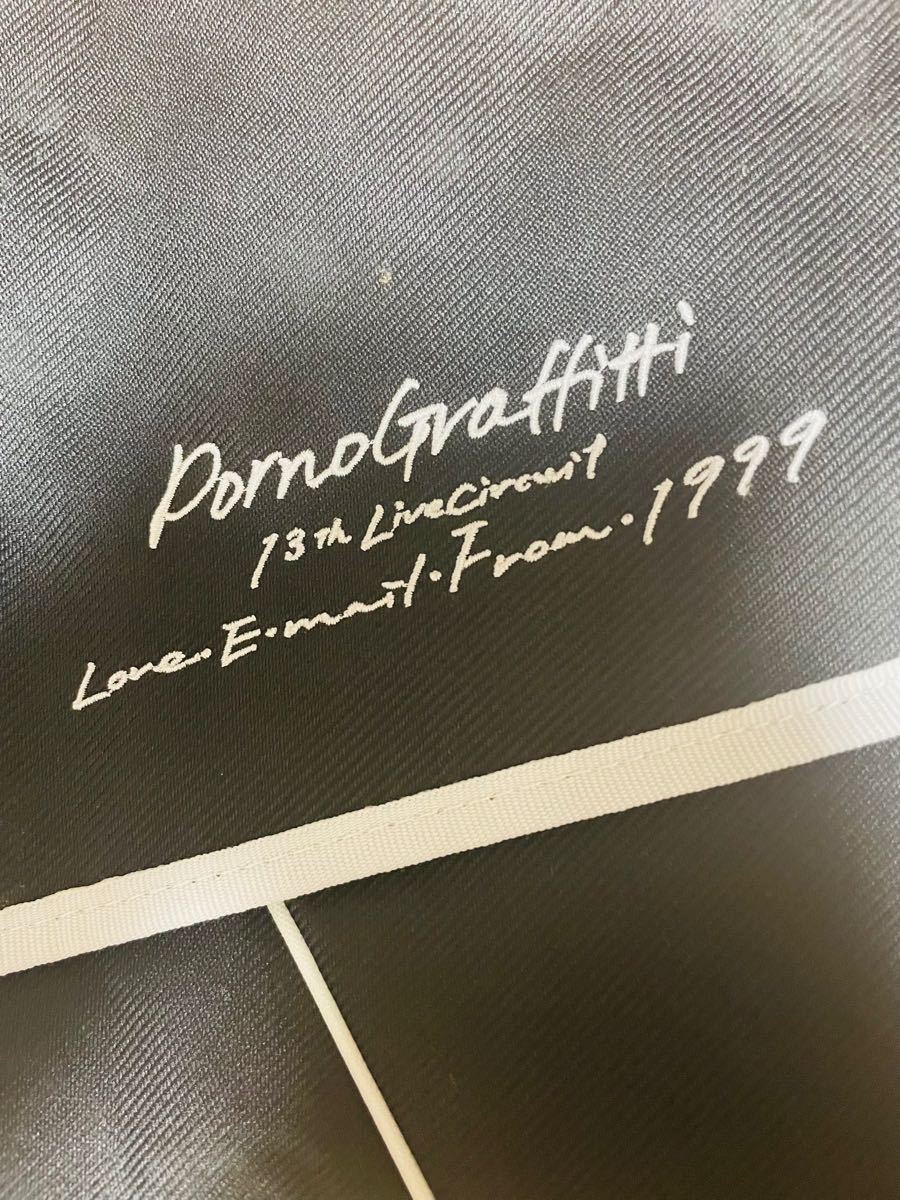 PornoGraffitti
13th LiveCircuit
Love・E・mail・From・1999